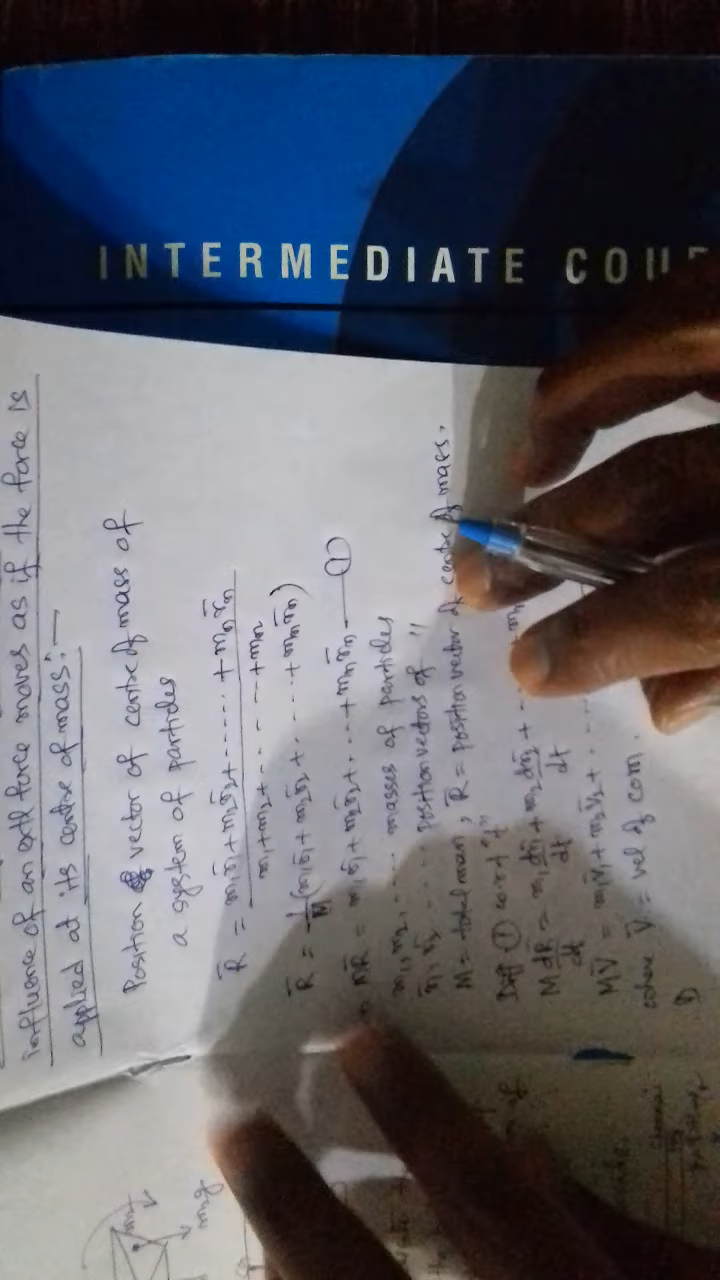 INTERMEDIATE COU
influence of an extl force moves as if the force is
applied at its centre of mass:—
Position vector of centre of mass of
a system of particles
R̄ = m₁r̄₁ + m₂r̄₂ + ..... + mₙr̄ₙ
m₁ + m₂ + ..... + mₙ
R̄ = 1/M (m₁r̄₁ + m₂r̄₂ + ..... + mₙr̄ₙ)
MR̄ = m₁r̄₁ + m₂r̄₂ + ... + mₙr̄ₙ — ①
m₁, m₂, ..... masses of particles
r̄₁, r̄₂ ..... position vectors of "
M = total mass, R̄ = position vector of centre of mass.
Diff ① w.r.t 't',
M dR̄/dt = m₁ dr̄₁/dt + m₂ dr̄₂/dt + ...
MV̄ = m₁v̄₁ + m₂v̄₂ + ....
where V̄ = vel of com.
m₂g